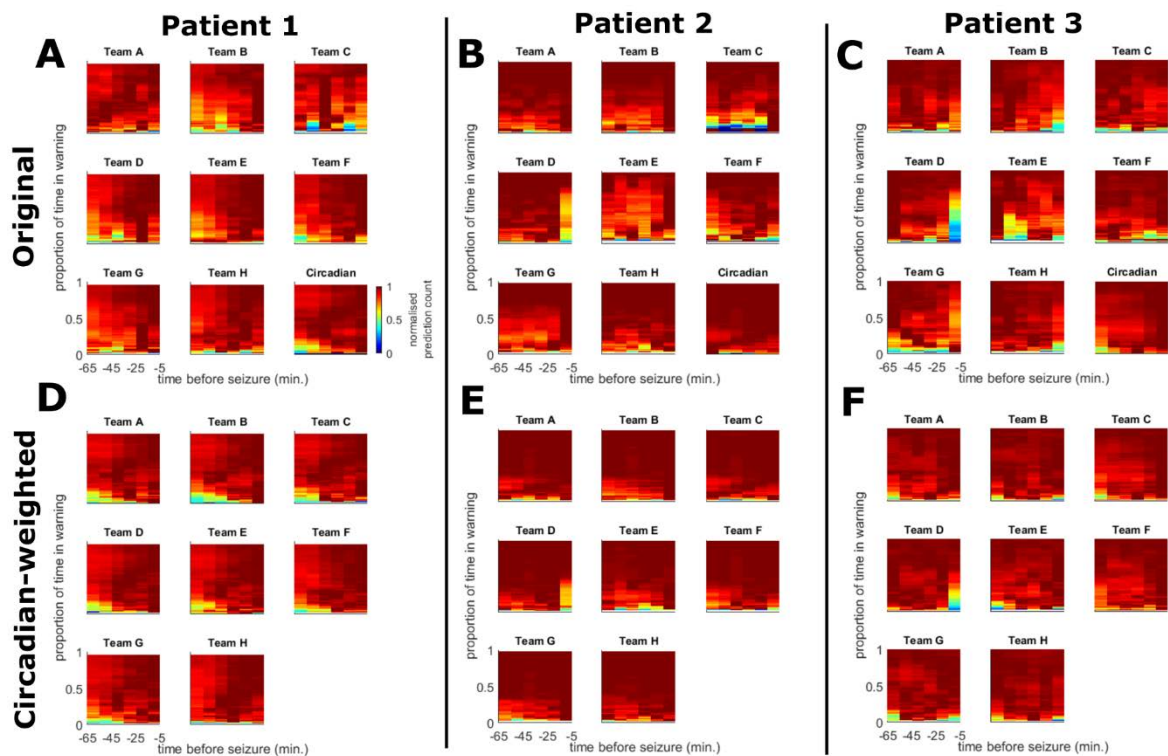 Patient 1
Patient 2
Patient 3
Original
Circadian-weighted
A
Team A
Team B
Team C
Team D
Team E
Team F
Team G
Team H
Circadian
proportion of time in warning
1
0.5
0
-65 -45 -25 -5
time before seizure (min.)
1
0.5
0
normalised
prediction count
B
Team A
Team B
Team C
Team D
Team E
Team F
Team G
Team H
Circadian
proportion of time in warning
1
0.5
0
-65 -45 -25 -5
time before seizure (min.)
C
Team A
Team B
Team C
Team D
Team E
Team F
Team G
Team H
Circadian
proportion of time in warning
1
0.5
0
-65 -45 -25 -5
time before seizure (min.)
D
Team A
Team B
Team C
Team D
Team E
Team F
Team G
Team H
proportion of time in warning
1
0.5
0
-65 -45 -25 -5
time before seizure (min.)
E
Team A
Team B
Team C
Team D
Team E
Team F
Team G
Team H
proportion of time in warning
1
0.5
0
-65 -45 -25 -5
time before seizure (min.)
F
Team A
Team B
Team C
Team D
Team E
Team F
Team G
Team H
proportion of time in warning
1
0.5
0
-65 -45 -25 -5
time before seizure (min.)